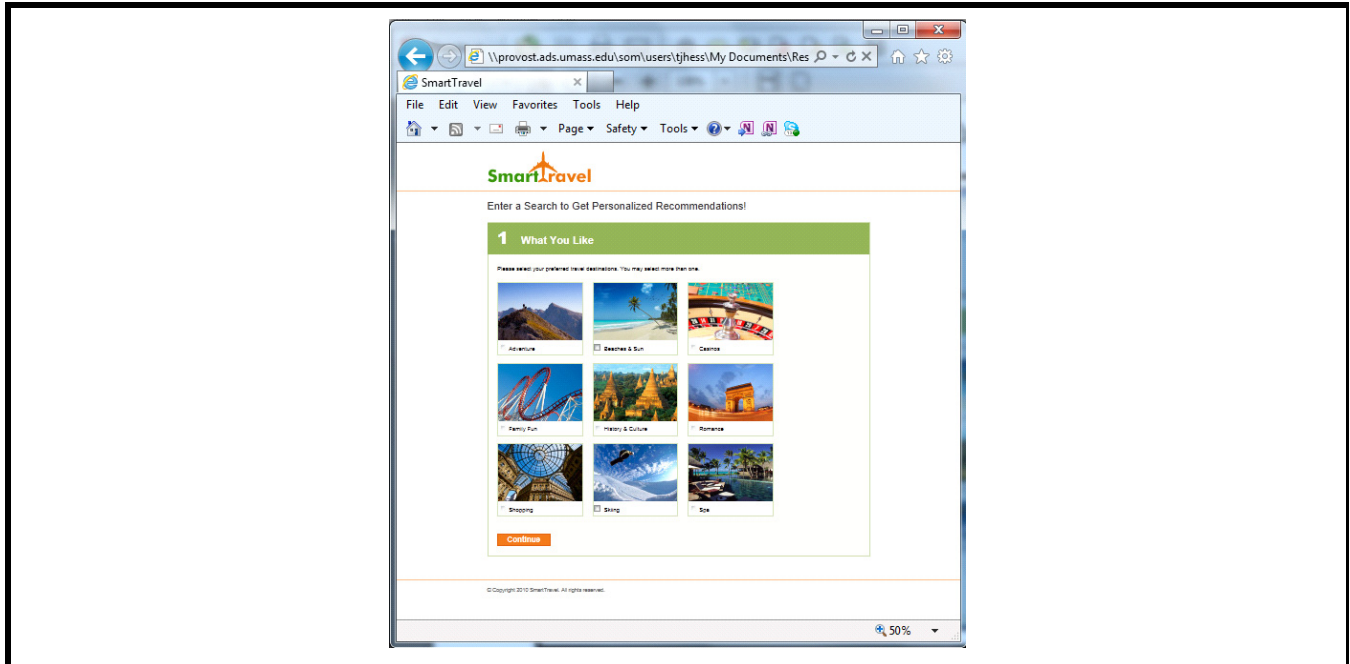 \\provost.ads.umass.edu\som\users\tjhess\My Documents\Res
SmartTravel
File Edit View Favorites Tools Help
Page Safety Tools
SmartTravel
Enter a Search to Get Personalized Recommendations!
1 What You Like
Please select your preferred travel destinations. You may select more than one.
Adventure Beaches & Sun Casinos
Family Fun History & Culture Romance
Shopping Skiing Spa
Continue
© Copyright 2010 SmartTravel. All rights reserved.
50%